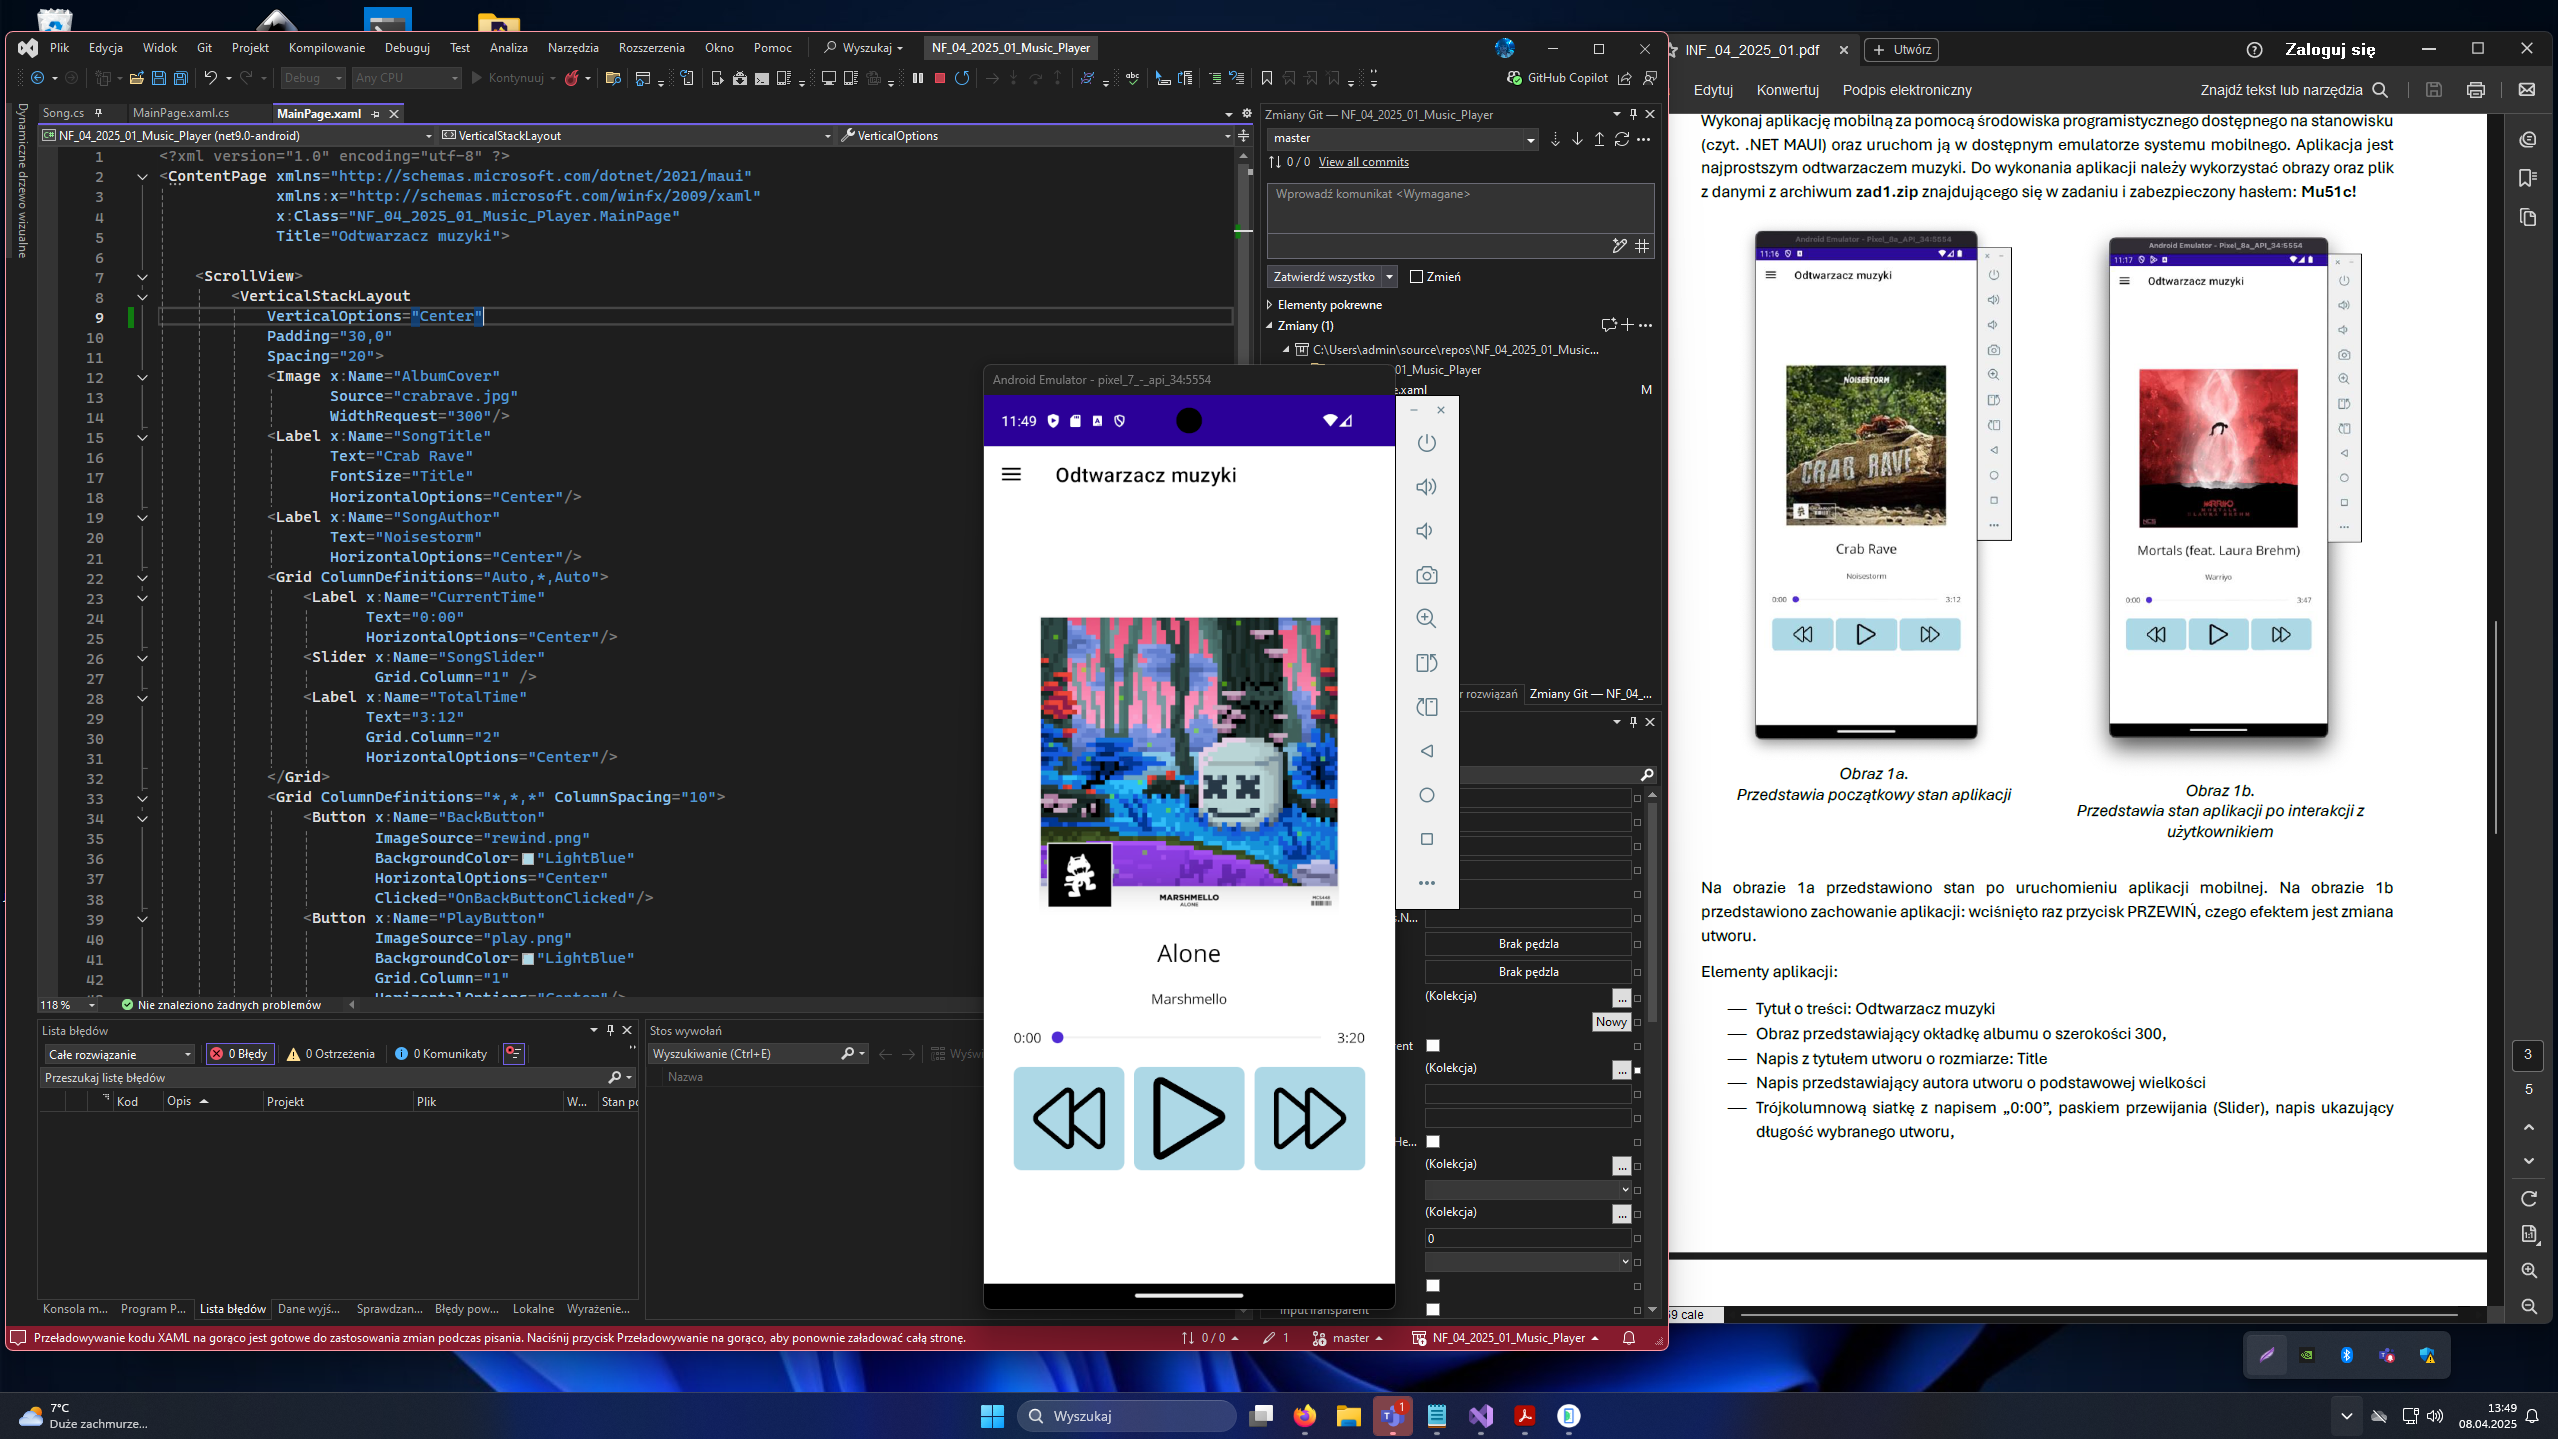 Plik Edycja Widok Git Projekt Kompilowanie Debuguj Test Analiza Narzędzia Rozszerzenia Okno Pomoc Wyszukaj NF_04_2025_01_Music_Player
Debug Any CPU Kontynuuj GitHub Copilot
Dynamiczne drzewo wizualne
Song.cs MainPage.xaml.cs MainPage.xaml
NF_04_2025_01_Music_Player (net9.0-android) VerticalStackLayout VerticalOptions
1 <?xml version="1.0" encoding="utf-8" ?>
2 <ContentPage xmlns="http://schemas.microsoft.com/dotnet/2021/maui"
3 xmlns:x="http://schemas.microsoft.com/winfx/2009/xaml"
4 x:Class="NF_04_2025_01_Music_Player.MainPage"
5 Title="Odtwarzacz muzyki">
6
7 <ScrollView>
8 <VerticalStackLayout
9 VerticalOptions="Center"
10 Padding="30,0"
11 Spacing="20">
12 <Image x:Name="AlbumCover"
13 Source="crabrave.jpg"
14 WidthRequest="300"/>
15 <Label x:Name="SongTitle"
16 Text="Crab Rave"
17 FontSize="Title"
18 HorizontalOptions="Center"/>
19 <Label x:Name="SongAuthor"
20 Text="Noisestorm"
21 HorizontalOptions="Center"/>
22 <Grid ColumnDefinitions="Auto,*,Auto">
23 <Label x:Name="CurrentTime"
24 Text="0:00"
25 HorizontalOptions="Center"/>
26 <Slider x:Name="SongSlider"
27 Grid.Column="1" />
28 <Label x:Name="TotalTime"
29 Text="3:12"
30 Grid.Column="2"
31 HorizontalOptions="Center"/>
32 </Grid>
33 <Grid ColumnDefinitions="*,*,*" ColumnSpacing="10">
34 <Button x:Name="BackButton"
35 ImageSource="rewind.png"
36 BackgroundColor="LightBlue"
37 HorizontalOptions="Center"
38 Clicked="OnBackButtonClicked"/>
39 <Button x:Name="PlayButton"
40 ImageSource="play.png"
41 BackgroundColor="LightBlue"
42 Grid.Column="1"
HorizontalOptions="Center"/>
118 % Nie znaleziono żadnych problemów
Lista błędów
Całe rozwiązanie 0 Błędy 0 Ostrzeżenia 0 Komunikaty
Przeszukaj listę błędów
Kod Opis Projekt Plik W... Stan po
Konsola m... Program P... Lista błędów Dane wyjś... Sprawdzan... Błędy pow... Lokalne Wyrażenie...
Stos wywołań
Wyszukiwanie (Ctrl+E)
Nazwa
Przeładowywanie kodu XAML na gorąco jest gotowe do zastosowania zmian podczas pisania. Naciśnij przycisk Przeładowywanie na gorąco, aby ponownie załadować całą stronę.
0 / 0 1 master NF_04_2025_01_Music_Player
Zmiany Git — NF_04_2025_01_Music_Player
master
0 / 0 View all commits
Wprowadź komunikat <Wymagane>
Zatwierdź wszystko Zmień
Elementy pokrewne
Zmiany (1)
C:\Users\admin\source\repos\NF_04_2025_01_Music...
01_Music_Player
e.xaml M
r rozwiązań Zmiany Git — NF_04_...
s.N...
Brak pędzla
Brak pędzla
(Kolekcja) ...
Nowy
rent
(Kolekcja) ...
He...
(Kolekcja) ...
(Kolekcja) ...
0
InputTransparent
Android Emulator - pixel_7_-_api_34:5554
11:49
Odtwarzacz muzyki
MARSHMELLO
ALONE
Alone
Marshmello
0:00 3:20
INF_04_2025_01.pdf Utwórz Zaloguj się
Edytuj Konwertuj Podpis elektroniczny Znajdź tekst lub narzędzia
Wykonaj aplikację mobilną za pomocą środowiska programistycznego dostępnego na stanowisku
(czyt. .NET MAUI) oraz uruchom ją w dostępnym emulatorze systemu mobilnego. Aplikacja jest
najprostszym odtwarzaczem muzyki. Do wykonania aplikacji należy wykorzystać obrazy oraz plik
z danymi z archiwum zad1.zip znajdującego się w zadaniu i zabezpieczony hasłem: Mu51c!
Android Emulator - Pixel_8a_API_34:5554
11:16
Odtwarzacz muzyki
NOISESTORM
CRAB RAVE
Crab Rave
Noisestorm
0:00 3:12
Android Emulator - Pixel_8a_API_34:5554
11:17
Odtwarzacz muzyki
Mortals (feat. Laura Brehm)
Warriyo
0:00 3:47
Obraz 1a.
Przedstawia początkowy stan aplikacji
Obraz 1b.
Przedstawia stan aplikacji po interakcji z
użytkownikiem
Na obrazie 1a przedstawiono stan po uruchomieniu aplikacji mobilnej. Na obrazie 1b
przedstawiono zachowanie aplikacji: wciśnięto raz przycisk PRZEWIŃ, czego efektem jest zmiana
utworu.
Elementy aplikacji:
— Tytuł o treści: Odtwarzacz muzyki
— Obraz przedstawiający okładkę albumu o szerokości 300,
— Napis z tytułem utworu o rozmiarze: Title
— Napis przedstawiający autora utworu o podstawowej wielkości
— Trójkolumnową siatkę z napisem „0:00”, paskiem przewijania (Slider), napis ukazujący
długość wybranego utworu,
3
5
69 cale
7°C
Duże zachmurze...
Wyszukaj
1
13:49
08.04.2025